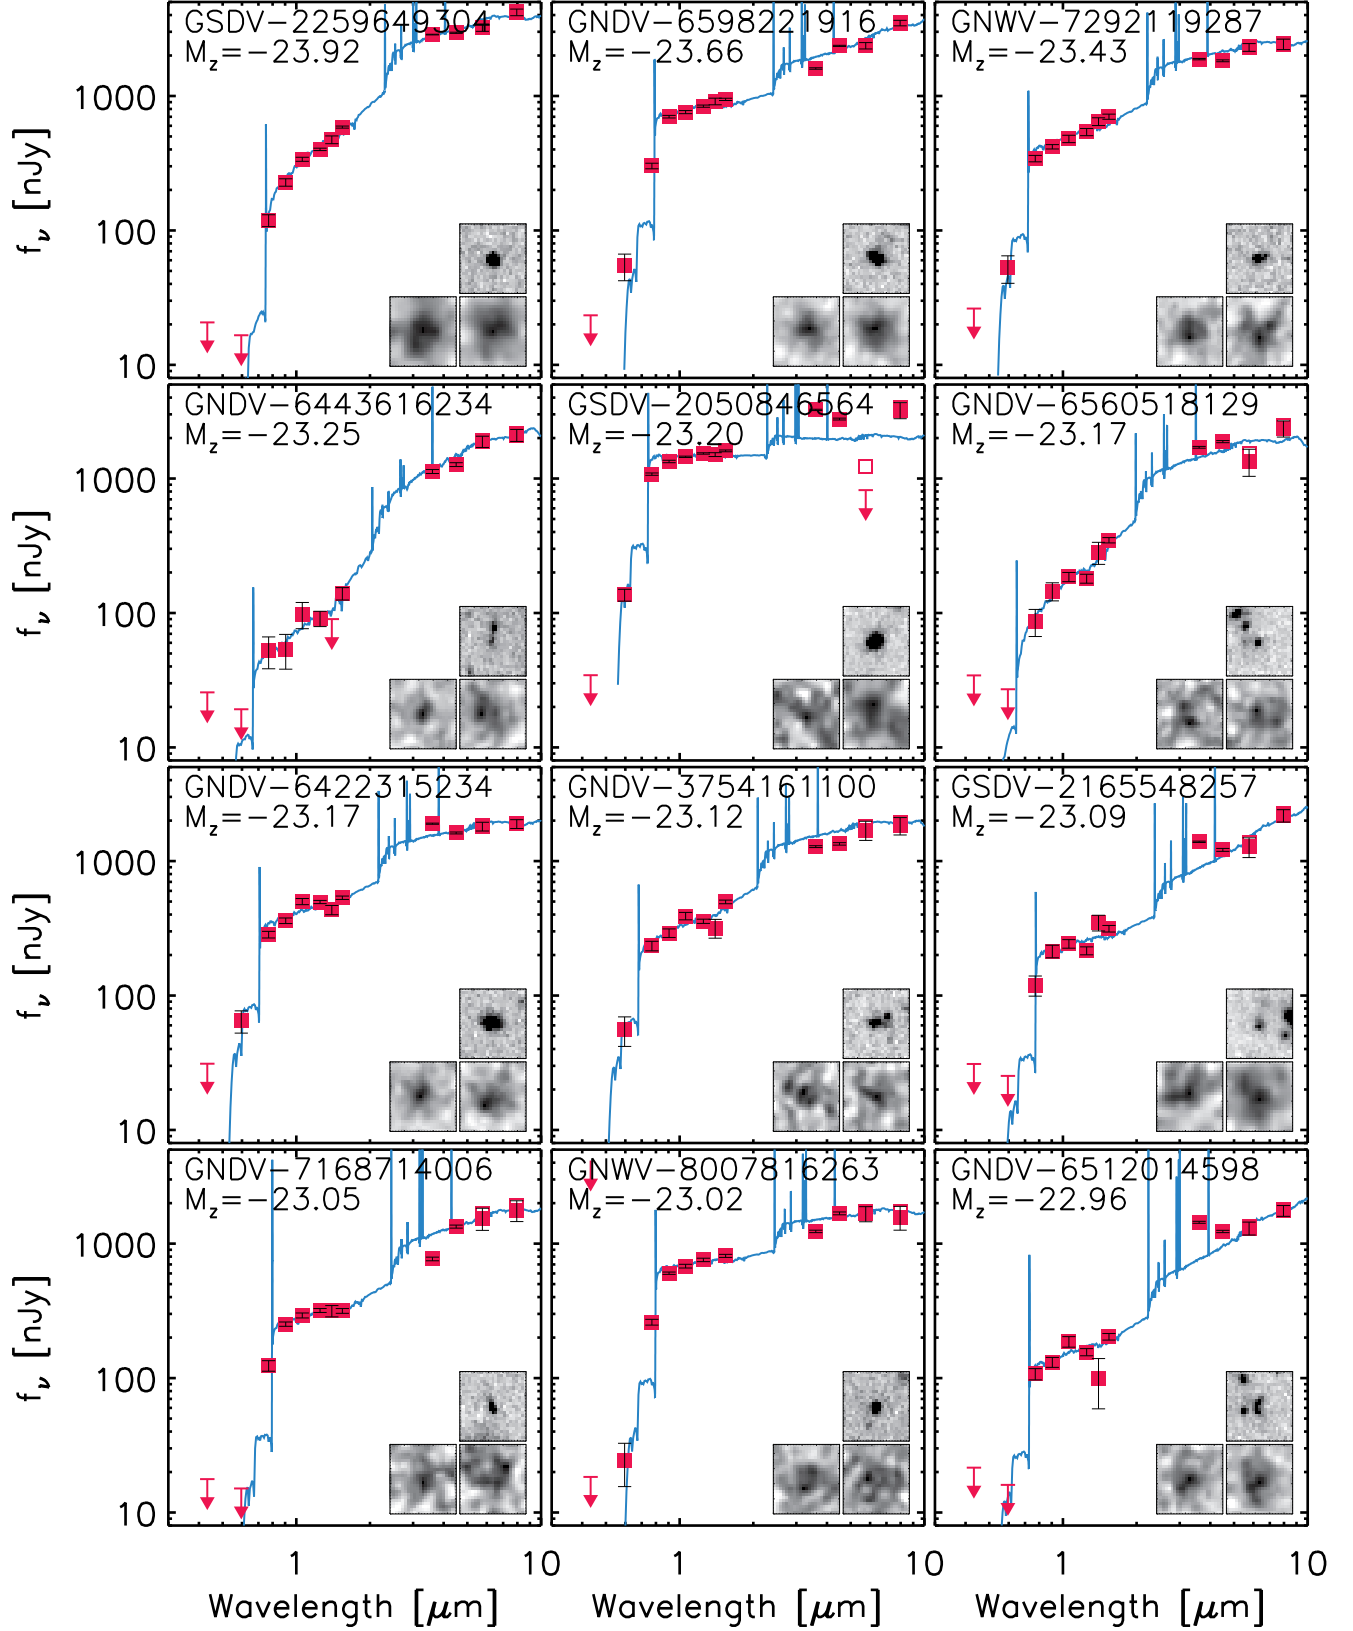 GSDV-2259649304
M_z=-23.92
GNDV-6598221916
M_z=-23.66
GNWV-7292119287
M_z=-23.43
1000
100
10
f_ν [nJy]
GNDV-6443616234
M_z=-23.25
GSDV-2050846564
M_z=-23.20
GNDV-6560518129
M_z=-23.17
1000
100
10
f_ν [nJy]
GNDV-6422315234
M_z=-23.17
GNDV-3754161100
M_z=-23.12
GSDV-2165548257
M_z=-23.09
1000
100
10
f_ν [nJy]
GNDV-7168714006
M_z=-23.05
GNWV-8007816263
M_z=-23.02
GNDV-6512014598
M_z=-22.96
1000
100
10
f_ν [nJy]
1 10 1 10 1 10
Wavelength [μm] Wavelength [μm] Wavelength [μm]